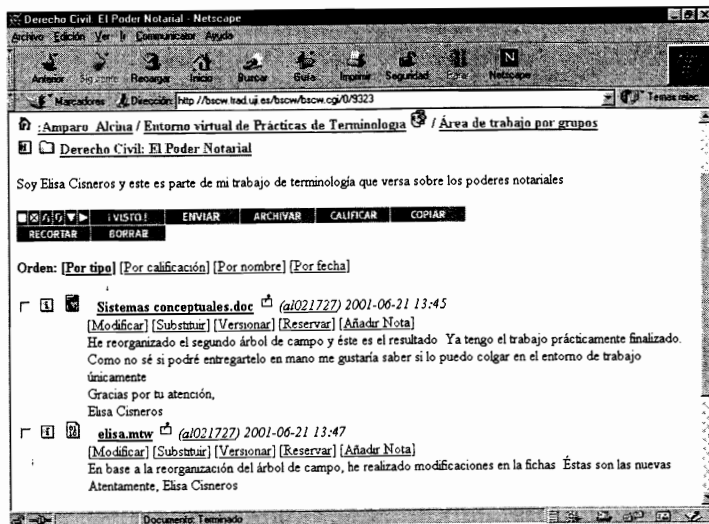 Derecho Civil: El Poder Notarial - Netscape
Archivo Edición Ver Ir Communicator Ayuda
Anterior Siguiente Recargar Inicio Buscar Guía Imprimir Seguridad Parar Netscape
Marcadores Dirección: http://bscw.trad.uji.es/bscw/bscw.cgi/0/9323 Temas relac.
:Amparo_Alcina / Entorno virtual de Prácticas de Terminología / Área de trabajo por grupos
Derecho Civil: El Poder Notarial
Soy Elisa Cisneros y este es parte de mi trabajo de terminología que versa sobre los poderes notariales
¡VISTO! ENVIAR ARCHIVAR CALIFICAR COPIAR
RECORTAR BORRAR
Orden: [Por tipo] [Por calificación] [Por nombre] [Por fecha]
Sistemas conceptuales.doc (al021727) 2001-06-21 13:45
[Modificar] [Substituir] [Versionar] [Reservar] [Añadir Nota]
He reorganizado el segundo árbol de campo y éste es el resultado Ya tengo el trabajo prácticamente finalizado.
Como no sé si podré entregartelo en mano me gustaría saber si lo puedo colgar en el entorno de trabajo
únicamente
Gracias por tu atención,
Elisa Cisneros
elisa.mtw (al021727) 2001-06-21 13:47
[Modificar] [Substituir] [Versionar] [Reservar] [Añadir Nota]
En base a la reorganización del árbol de campo, he realizado modificaciones en la fichas Éstas son las nuevas
Atentamente, Elisa Cisneros
Documento: Terminado